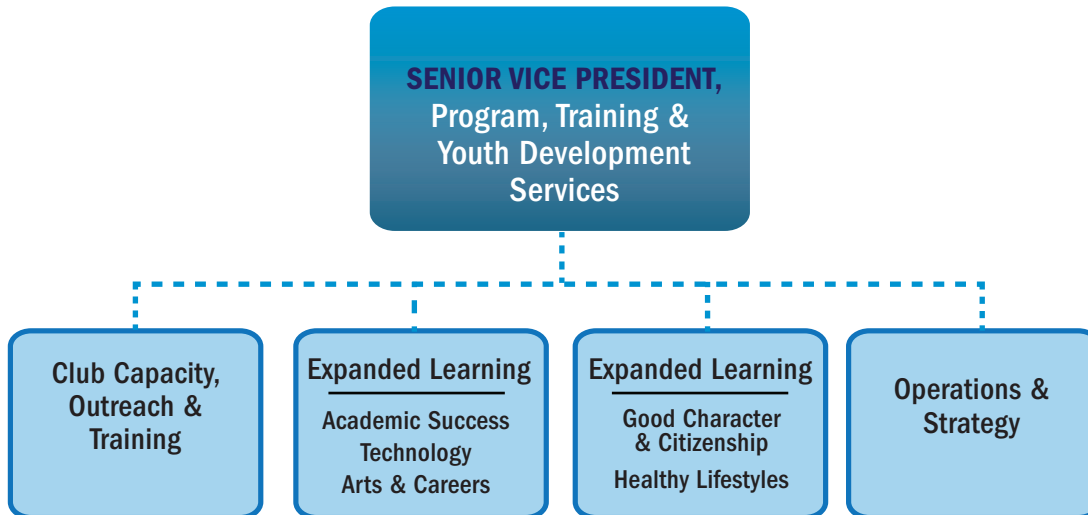 SENIOR VICE PRESIDENT,
Program, Training &
Youth Development
Services
Club Capacity,
Outreach &
Training
Expanded Learning
Academic Success
Technology
Arts & Careers
Expanded Learning
Good Character
& Citizenship
Healthy Lifestyles
Operations &
Strategy